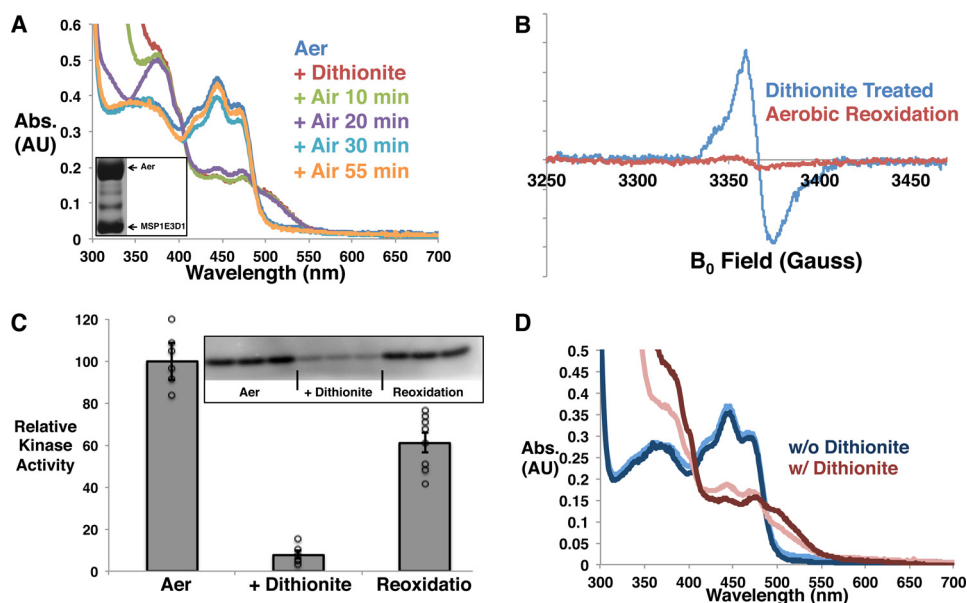 A
0.6
0.5
0.4
Abs.
(AU)
0.3
0.2
0.1
0
300 350 400 450 500 550 600 650 700
Wavelength (nm)
Aer
+ Dithionite
+ Air 10 min
+ Air 20 min
+ Air 30 min
+ Air 55 min
Aer
MSP1E3D1
B
Dithionite Treated
Aerobic Reoxidation
3250 3300 3350 3400 3450
B0 Field (Gauss)
C
120
100
80
60
40
20
0
Relative
Kinase
Activity
Aer + Dithionite Reoxidation
Aer + Dithionite Reoxidatio
D
0.5
0.45
0.4
0.35
0.3
Abs.
(AU)
0.25
0.2
0.15
0.1
0.05
0
w/o Dithionite
w/ Dithionite
300 350 400 450 500 550 600 650 700
Wavelength (nm)